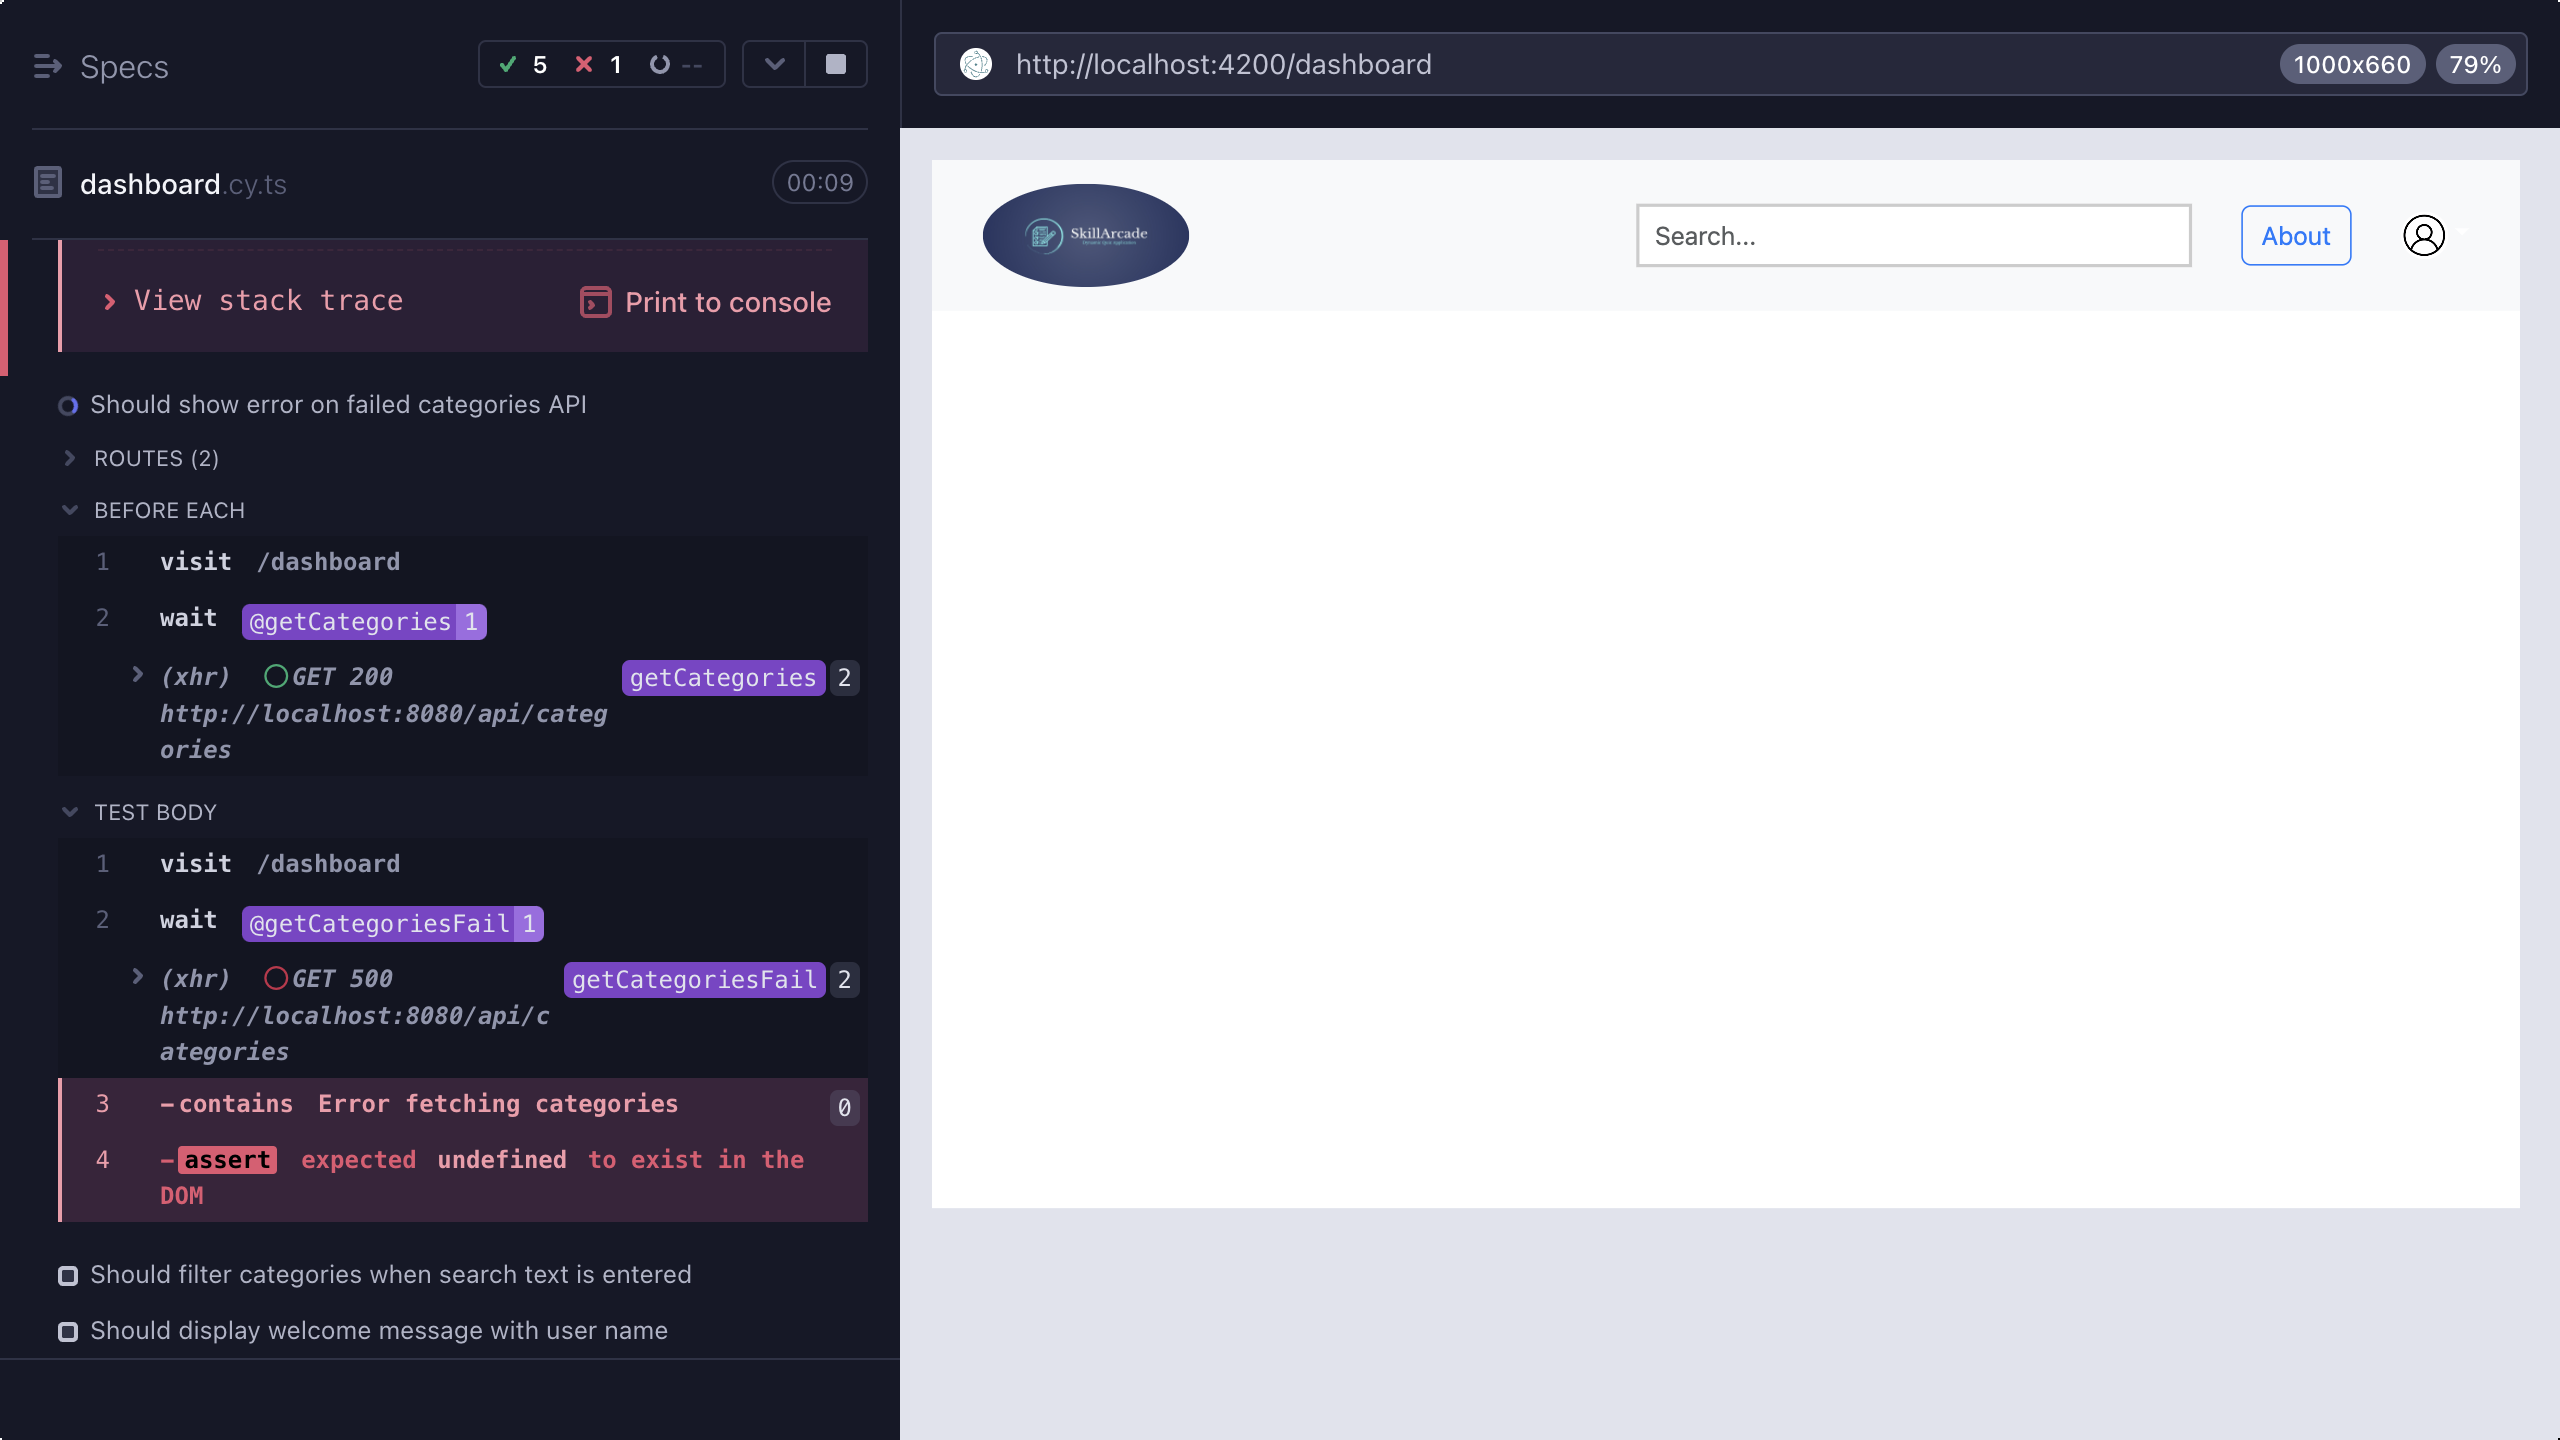 Specs
5 1 --
dashboard.cy.ts 00:09
View stack trace Print to console
Should show error on failed categories API
ROUTES (2)
BEFORE EACH
1 visit /dashboard
2 wait @getCategories 1
(xhr) GET 200 getCategories 2
http://localhost:8080/api/categ
ories
TEST BODY
1 visit /dashboard
2 wait @getCategoriesFail 1
(xhr) GET 500 getCategoriesFail 2
http://localhost:8080/api/c
ategories
3 -contains Error fetching categories 0
4 -assert expected undefined to exist in the
DOM
Should filter categories when search text is entered
Should display welcome message with user name
http://localhost:4200/dashboard 1000x660 79%
SkillArcade
Search... About